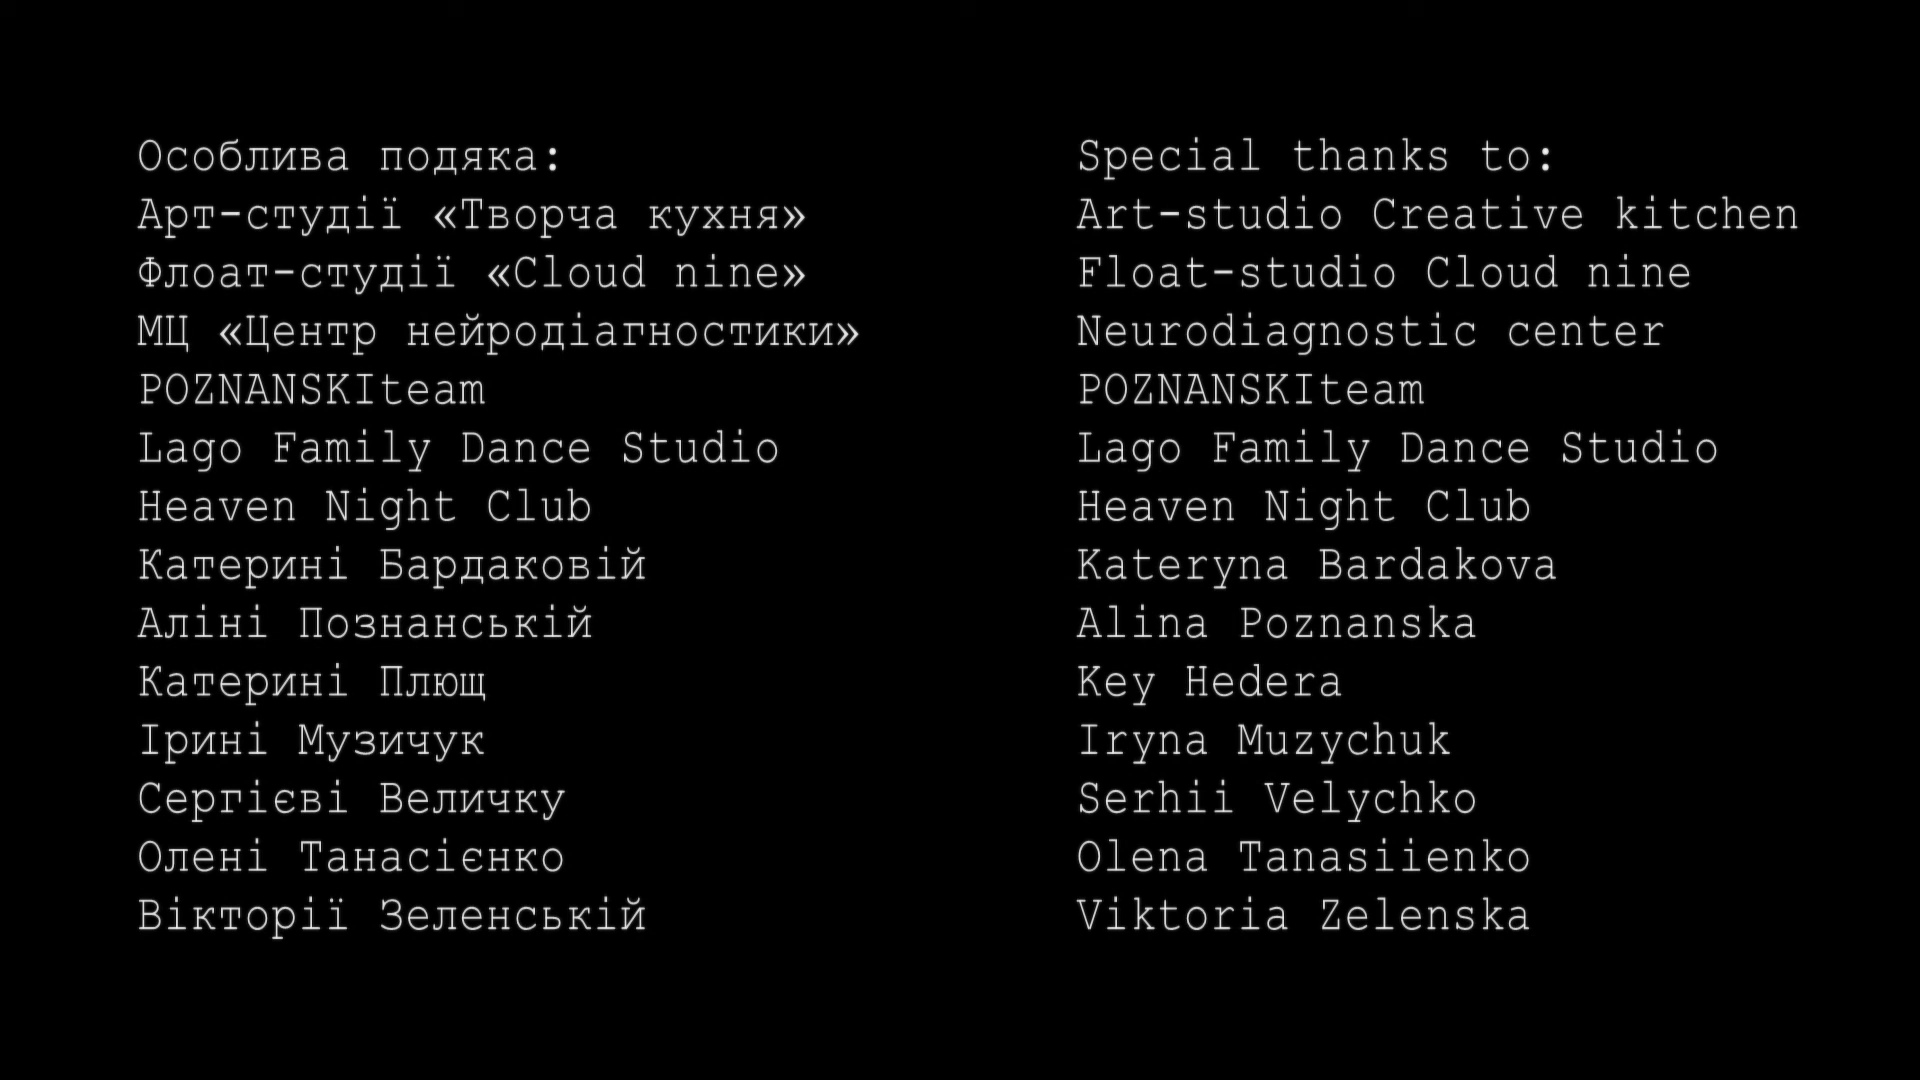 Особлива подяка:
Арт-студії «Творча кухня»
Флоат-студії «Cloud nine»
МЦ «Центр нейродіагностики»
POZNANSKIteam
Lago Family Dance Studio
Heaven Night Club
Катерині Бардаковій
Аліні Познанській
Катерині Плющ
Ірині Музичук
Сергієві Величку
Олені Танасієнко
Вікторії Зеленській
Special thanks to:
Art-studio Creative kitchen
Float-studio Cloud nine
Neurodiagnostic center
POZNANSKIteam
Lago Family Dance Studio
Heaven Night Club
Kateryna Bardakova
Alina Poznanska
Key Hedera
Iryna Muzychuk
Serhii Velychko
Olena Tanasiienko
Viktoria Zelenska